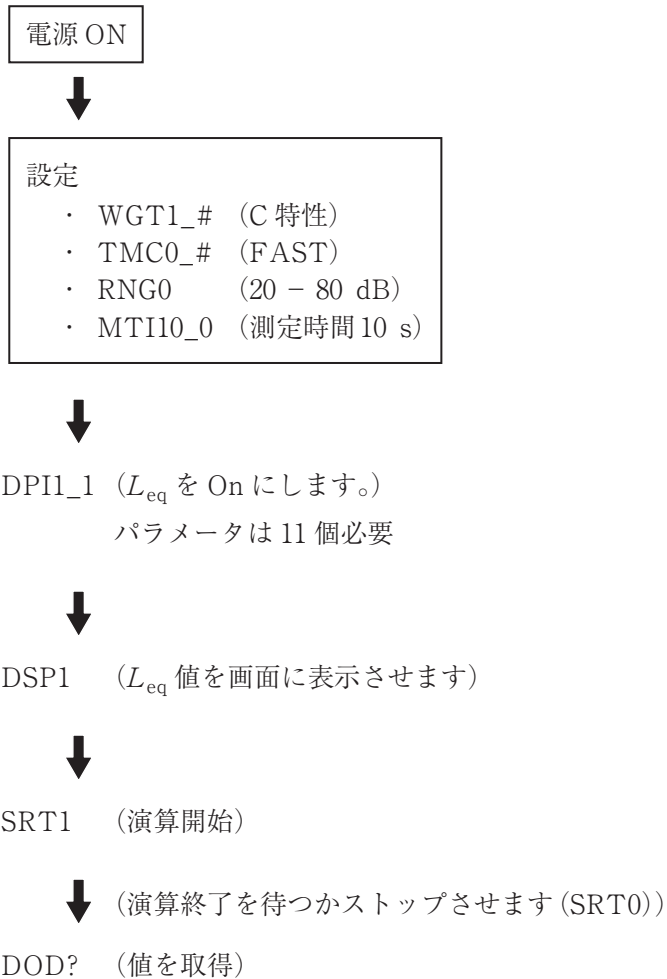 電源 ON
設定
・ WGT1_# （C 特性）
・ TMC0_# （FAST）
・ RNG0 （20 − 80 dB）
・ MTI10_0 （測定時間10 s）
DPI1_1 （Leq を On にします。）
パラメータは 11 個必要
DSP1 （Leq 値を画面に表示させます）
SRT1 （演算開始）
（演算終了を待つかストップさせます（SRT0））
DOD? （値を取得）